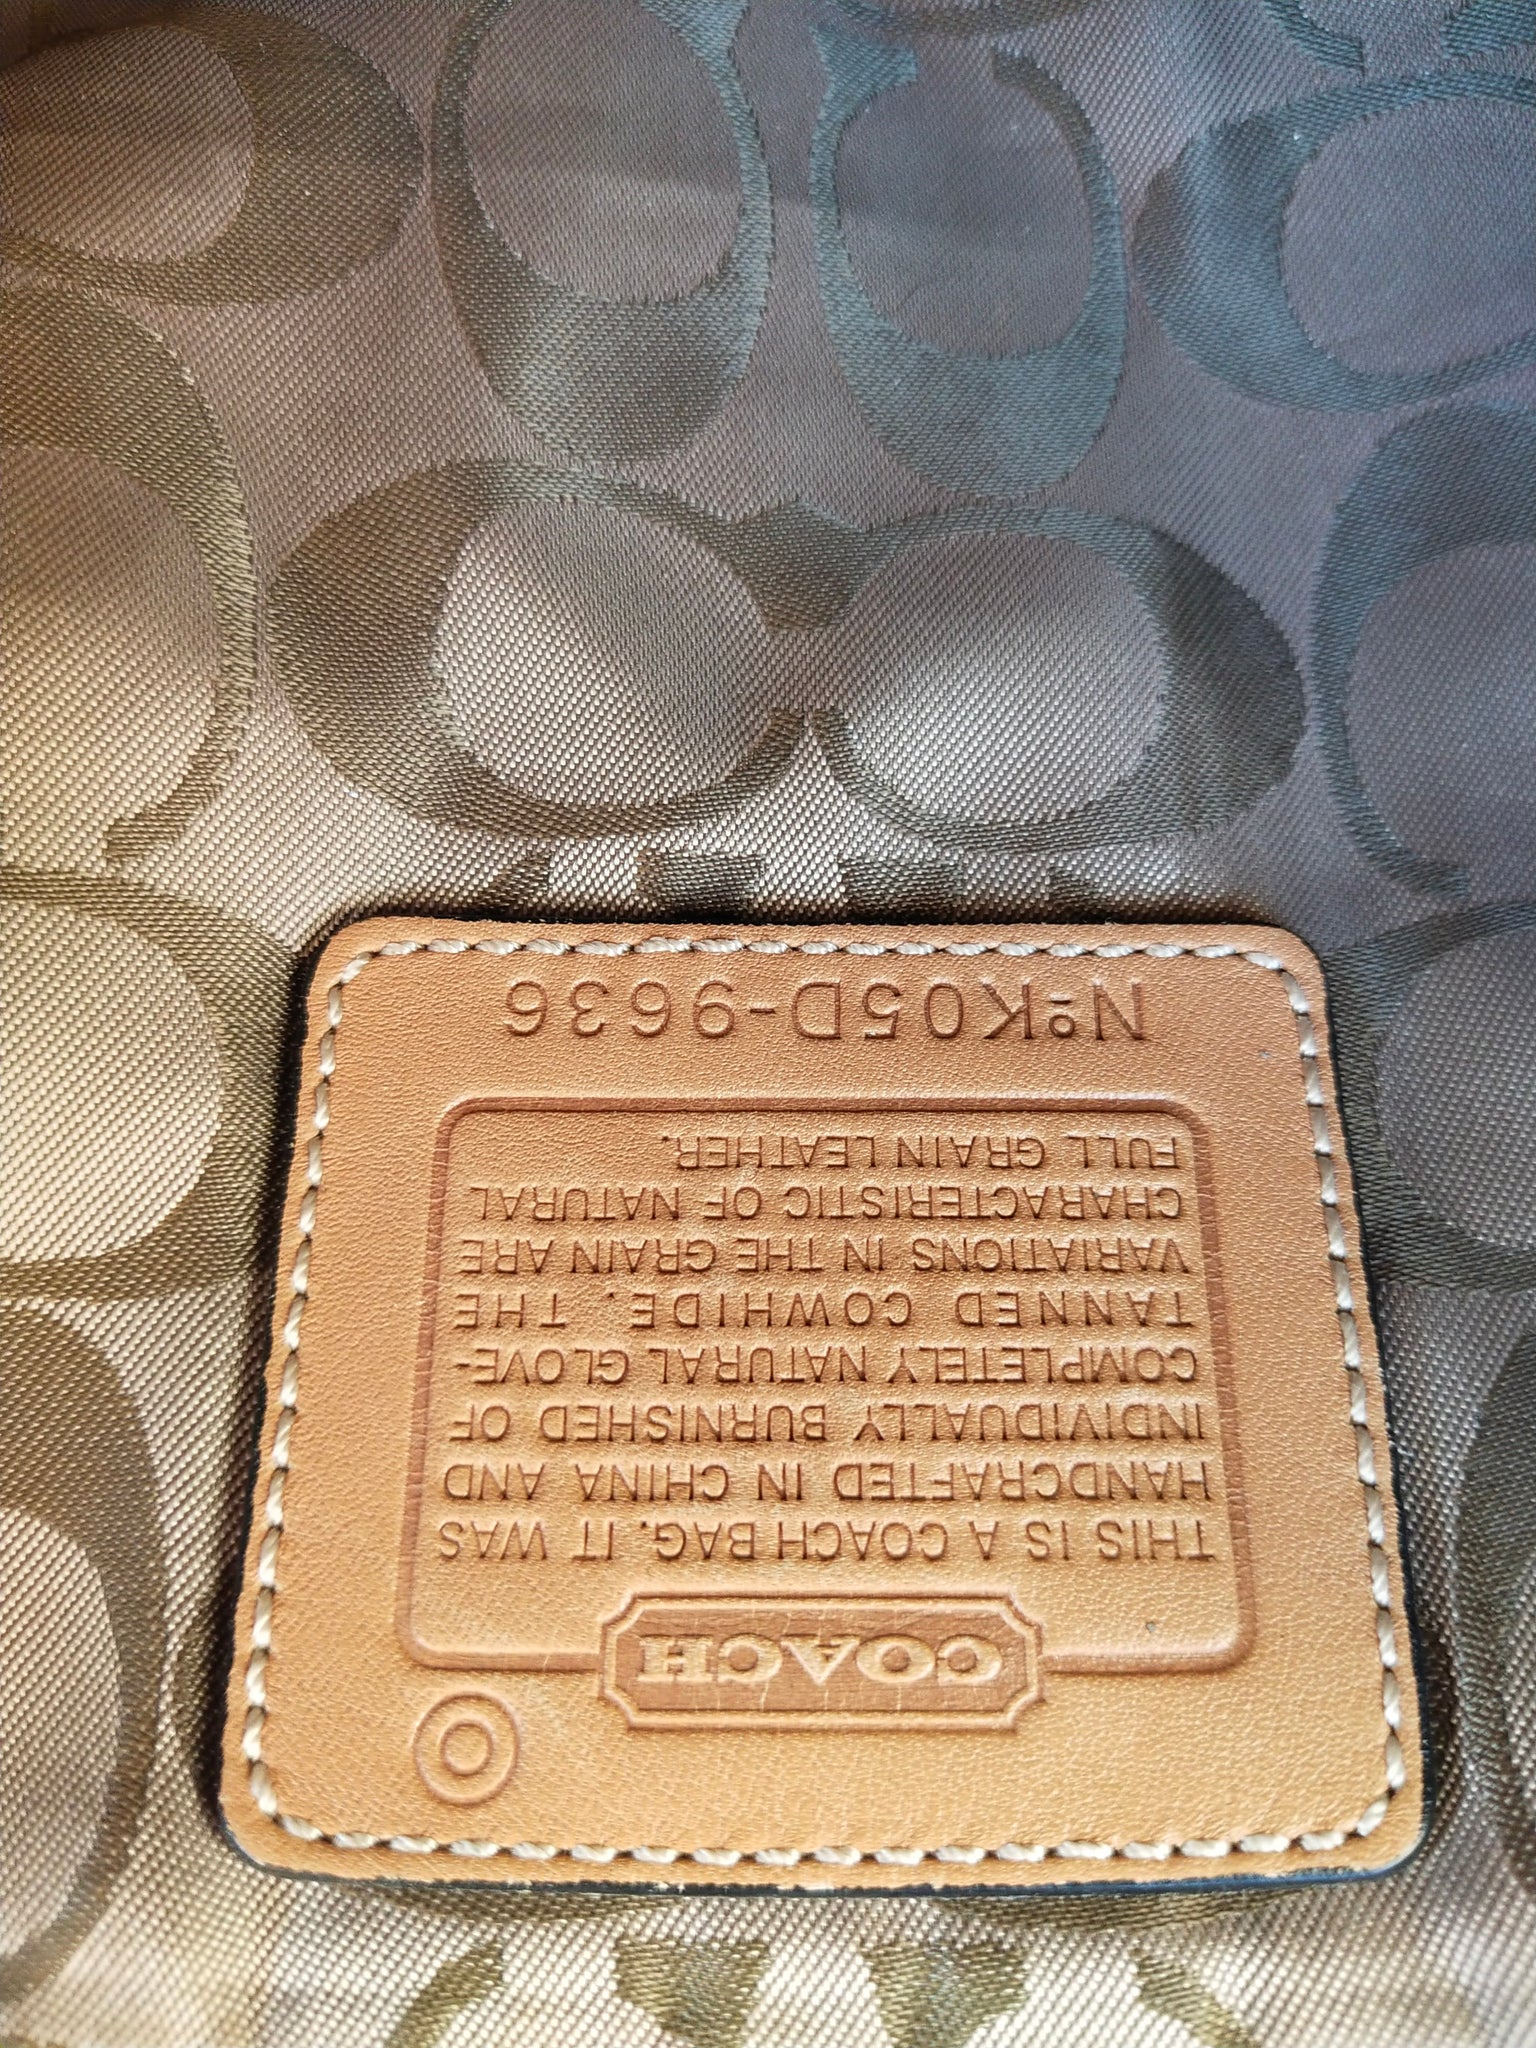 COACH
THIS IS A COACH BAG. IT WAS
HANDCRAFTED IN CHINA AND
INDIVIDUALLY BURNISHED OF
COMPLETELY NATURAL GLOVE-
TANNED COWHIDE. THE
VARIATIONS IN THE GRAIN ARE
CHARACTERISTIC OF NATURAL
FULL GRAIN LEATHER.
NºK05D-9636